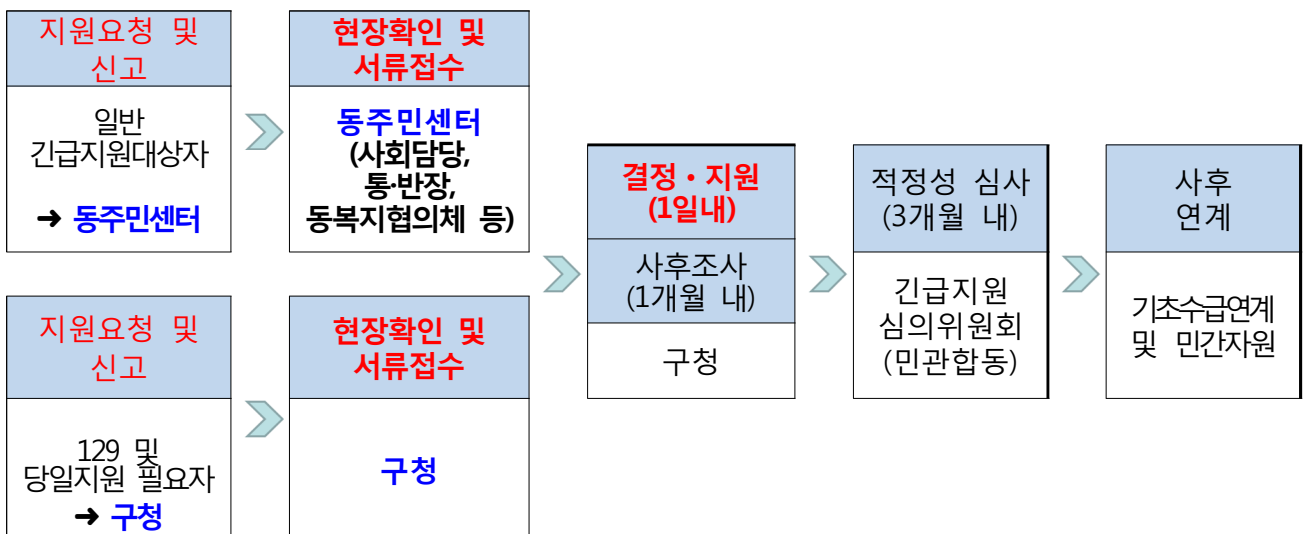 지원요청 및
신고
일반
긴급지원대상자
➜ 동주민센터
현장확인 및
서류접수
동주민센터
(사회담당,
통·반장,
동복지협의체 등)
지원요청 및
신고
129 및
당일지원 필요자
➜ 구청
현장확인 및
서류접수
구청
결정·지원
(1일내)
사후조사
(1개월 내)
구청
적정성 심사
(3개월 내)
긴급지원
심의위원회
(민관합동)
사후
연계
기초수급연계
및 민간자원